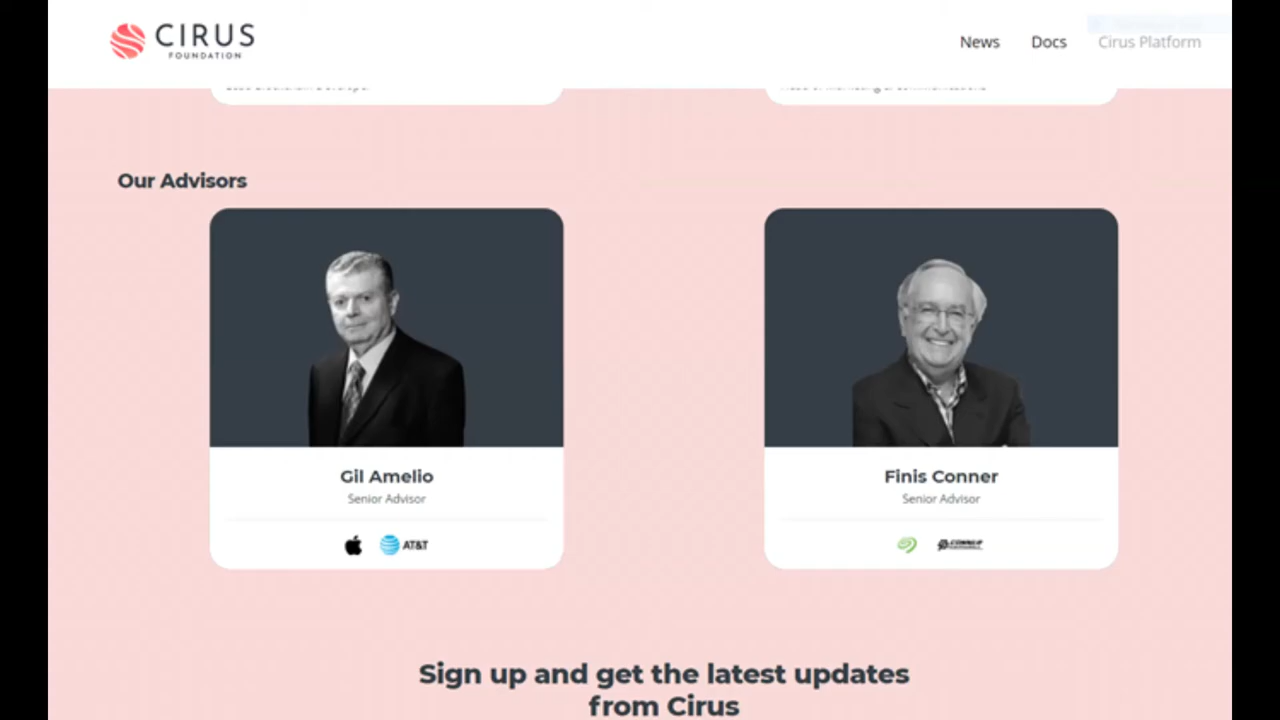 CIRUS
FOUNDATION
News
Docs
Cirus Platform
Our Advisors
Gil Amelio
Senior Advisor
AT&T
Finis Conner
Senior Advisor
Sign up and get the latest updates
from Cirus